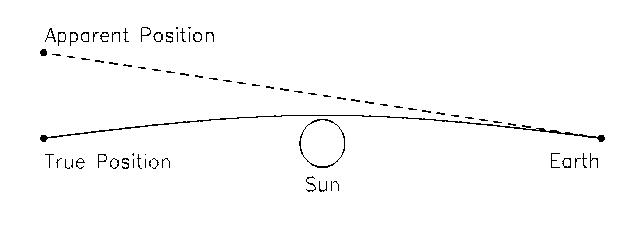 Apparent Position
True Position
Earth
Sun